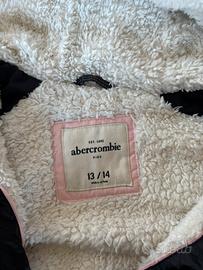 EST. 1892
abercrombie
kids
13 / 14